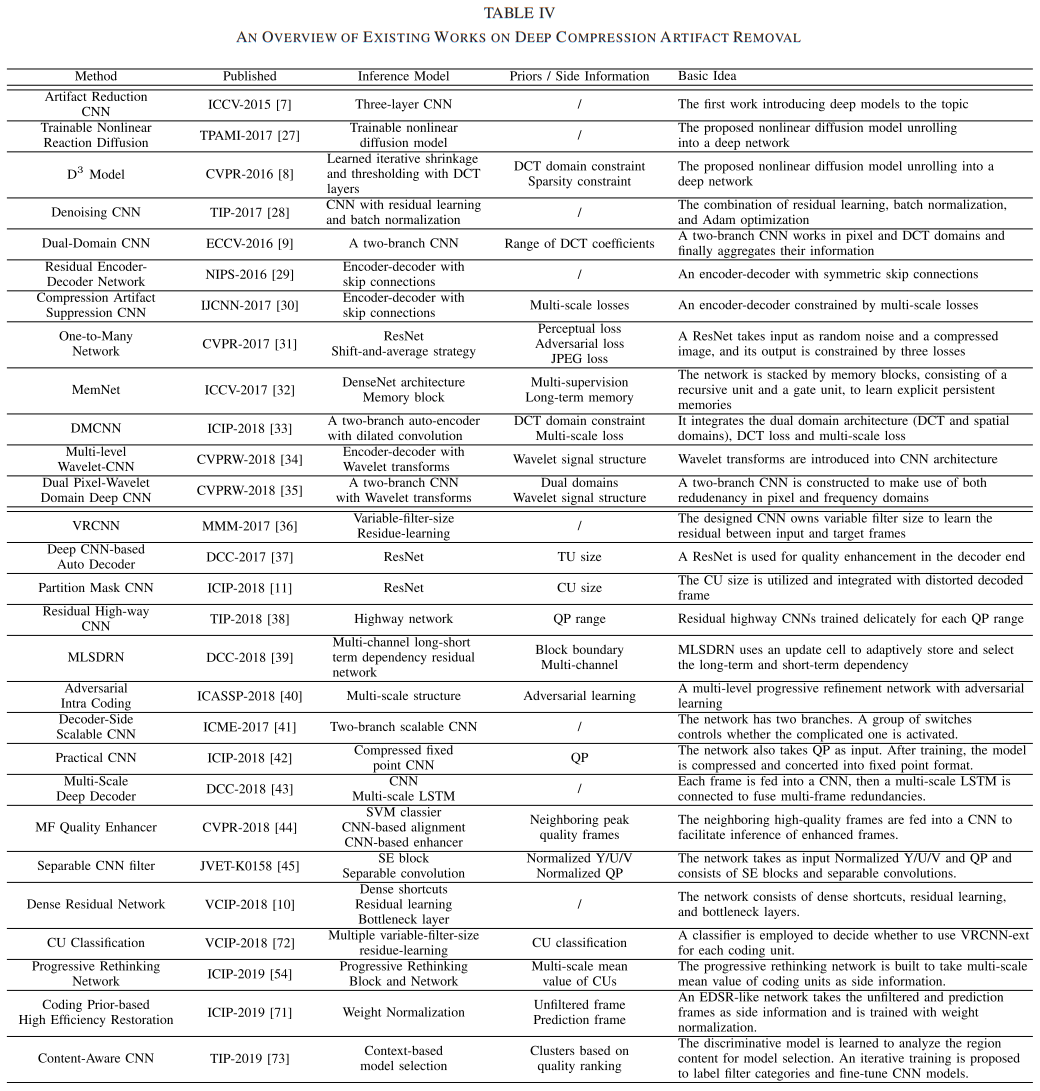 TABLE IV
AN OVERVIEW OF EXISTING WORKS ON DEEP COMPRESSION ARTIFACT REMOVAL
Method Published Inference Model Priors / Side Information Basic Idea
Artifact Reduction
CNN ICCV-2015 [7] Three-layer CNN / The first work introducing deep models to the topic
Trainable Nonlinear
Reaction Diffusion TPAMI-2017 [27] Trainable nonlinear
diffusion model / The proposed nonlinear diffusion model unrolling
into a deep network
D³ Model CVPR-2016 [8] Learned iterative shrinkage
and thresholding with DCT
layers DCT domain constraint
Sparsity constraint The proposed nonlinear diffusion model unrolling into a
deep network
Denoising CNN TIP-2017 [28] CNN with residual learning
and batch normalization / The combination of residual learning, batch normalization,
and Adam optimization
Dual-Domain CNN ECCV-2016 [9] A two-branch CNN Range of DCT coefficients A two-branch CNN works in pixel and DCT domains and
finally aggregates their information
Residual Encoder-
Decoder Network NIPS-2016 [29] Encoder-decoder with
skip connections / An encoder-decoder with symmetric skip connections
Compression Artifact
Suppression CNN IJCNN-2017 [30] Encoder-decoder with
skip connections Multi-scale losses An encoder-decoder constrained by multi-scale losses
One-to-Many
Network CVPR-2017 [31] ResNet
Shift-and-average strategy Perceptual loss
Adversarial loss
JPEG loss A ResNet takes input as random noise and a compressed
image, and its output is constrained by three losses
MemNet ICCV-2017 [32] DenseNet architecture
Memory block Multi-supervision
Long-term memory The network is stacked by memory blocks, consisting of a
recursive unit and a gate unit, to learn explicit persistent
memories
DMCNN ICIP-2018 [33] A two-branch auto-encoder
with dilated convolution DCT domain constraint
Multi-scale loss It integrates the dual domain architecture (DCT and spatial
domains), DCT loss and multi-scale loss
Multi-level
Wavelet-CNN CVPRW-2018 [34] Encoder-decoder with
Wavelet transforms Wavelet signal structure Wavelet transforms are introduced into CNN architecture
Dual Pixel-Wavelet
Domain Deep CNN CVPRW-2018 [35] A two-branch CNN
with Wavelet transforms Dual domains
Wavelet signal structure A two-branch CNN is constructed to make use of both
redudenancy in pixel and frequency domains
VRCNN MMM-2017 [36] Variable-filter-size
Residue-learning / The designed CNN owns variable filter size to learn the
residual between input and target frames
Deep CNN-based
Auto Decoder DCC-2017 [37] ResNet TU size A ResNet is used for quality enhancement in the decoder end
Partition Mask CNN ICIP-2018 [11] ResNet CU size The CU size is utilized and integrated with distorted decoded
frame
Residual High-way
CNN TIP-2018 [38] Highway network QP range Residual highway CNNs trained delicately for each QP range
MLSDRN DCC-2018 [39] Multi-channel long-short
term dependency residual
network Block boundary
Multi-channel MLSDRN uses an update cell to adaptively store and select
the long-term and short-term dependency
Adversarial
Intra Coding ICASSP-2018 [40] Multi-scale structure Adversarial learning A multi-level progressive refinement network with adversarial
learning
Decoder-Side
Scalable CNN ICME-2017 [41] Two-branch scalable CNN / The network has two branches. A group of switches
controls whether the complicated one is activated.
Practical CNN ICIP-2018 [42] Compressed fixed
point CNN QP The network also takes QP as input. After training, the model
is compressed and concerted into fixed point format.
Multi-Scale
Deep Decoder DCC-2018 [43] CNN
Multi-scale LSTM / Each frame is fed into a CNN, then a multi-scale LSTM is
connected to fuse multi-frame redundancies.
MF Quality Enhancer CVPR-2018 [44] SVM classier
CNN-based alignment
CNN-based enhancer Neighboring peak
quality frames The neighboring high-quality frames are fed into a CNN to
facilitate inference of enhanced frames.
Separable CNN filter JVET-K0158 [45] SE block
Separable convolution Normalized Y/U/V
Normalized QP The network takes as input Normalized Y/U/V and QP and
consists of SE blocks and separable convolutions.
Dense Residual Network VCIP-2018 [10] Dense shortcuts
Residual learning
Bottleneck layer / The network consists of dense shortcuts, residual learning,
and bottleneck layers.
CU Classification VCIP-2018 [72] Multiple variable-filter-size
residue-learning CU classification A classifier is employed to decide whether to use VRCNN-ext
for each coding unit.
Progressive Rethinking
Network ICIP-2019 [54] Progressive Rethinking
Block and Network Multi-scale mean
value of CUs The progressive rethinking network is built to take multi-scale
mean value of coding units as side information.
Coding Prior-based
High Efficiency Restoration ICIP-2019 [71] Weight Normalization Unfiltered frame
Prediction frame An EDSR-like network takes the unfiltered and prediction
frames as side information and is trained with weight
normalization.
Content-Aware CNN TIP-2019 [73] Context-based
model selection Clusters based on
quality ranking The discriminative model is learned to analyze the region
content for model selection. An iterative training is proposed
to label filter categories and fine-tune CNN models.